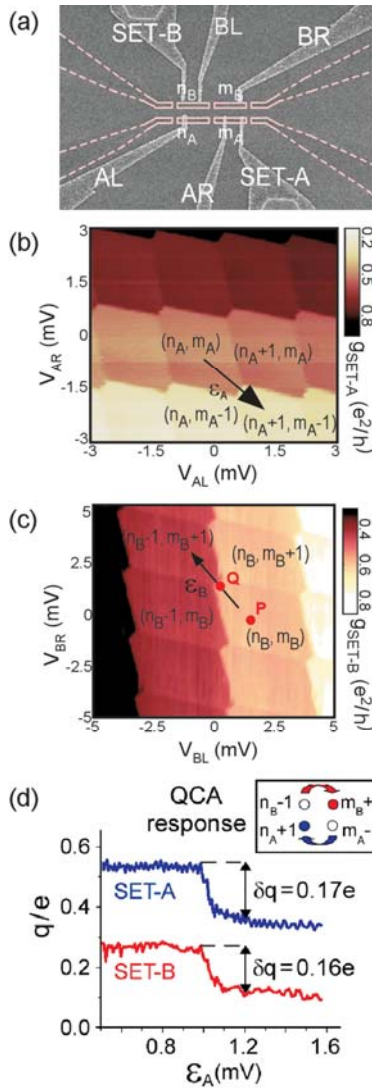 (a)
SET-B
BL
BR
n_B
m_B
n_A
m_A
AL
AR
SET-A
(b)
3
1.5
0
-1.5
-3
V_AR (mV)
(n_A, m_A)
(n_A+1, m_A)
ε_A
(n_A, m_A-1)
(n_A+1, m_A-1)
-3 -1.5 0 1.5 3
V_AL (mV)
0.2
0.4
0.6
0.8
g_SET-A (e²/h)
(c)
5
2.5
0
-2.5
-5
V_BR (mV)
(n_B-1, m_B+1)
(n_B, m_B+1)
ε_B
Q
(n_B-1, m_B)
P
(n_B, m_B)
-5 -2.5 0 2.5 5
V_BL (mV)
0.4
0.6
0.8
g_SET-B (e²/h)
(d)
QCA
response
n_B-1
m_B+
n_A+1
m_A-
0.6
0.4
0.2
0.0
q/e
SET-A
δq = 0.17e
SET-B
δq = 0.16e
0.8 1.2 1.6
ε_A(mV)